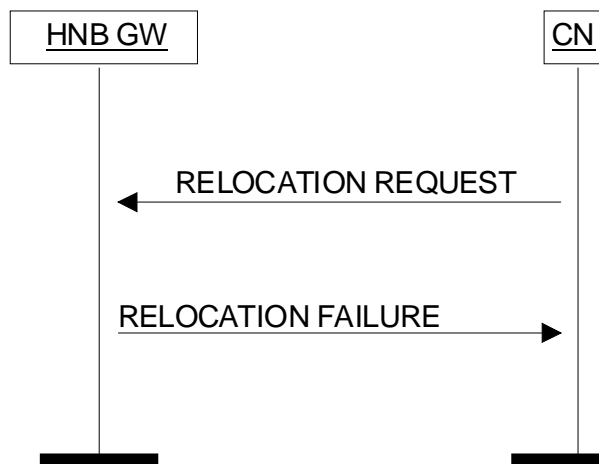 HNB GW
CN
RELOCATION REQUEST
RELOCATION FAILURE